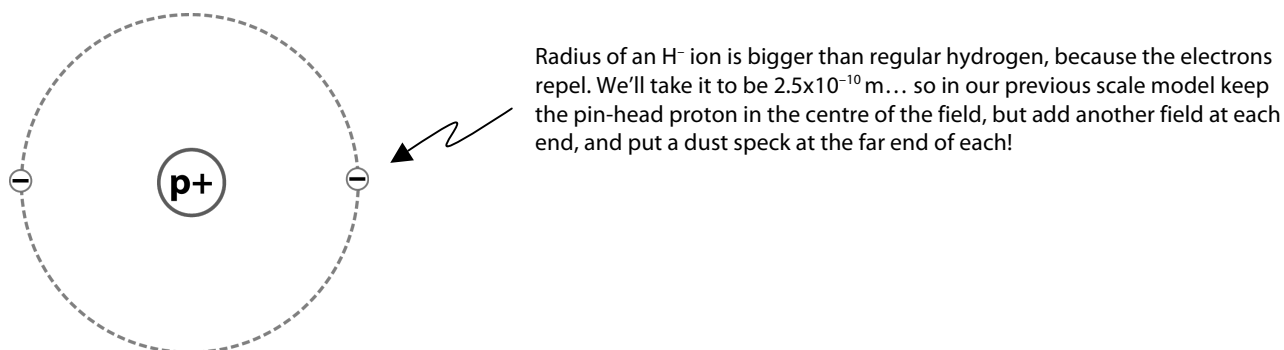 Radius of an H⁻ ion is bigger than regular hydrogen, because the electrons
repel. We’ll take it to be 2.5x10⁻¹⁰ m… so in our previous scale model keep
the pin-head proton in the centre of the field, but add another field at each
end, and put a dust speck at the far end of each!
− p+ −